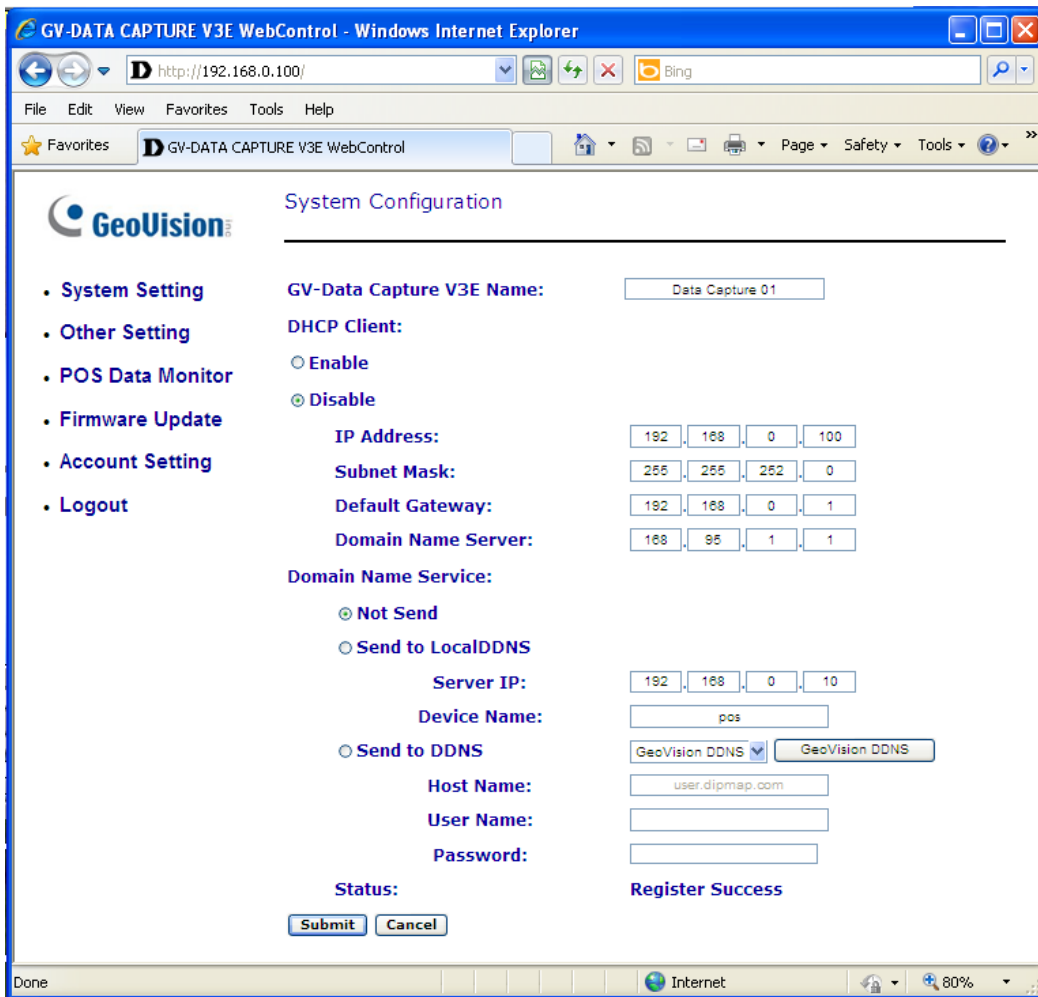 GV-DATA CAPTURE V3E WebControl - Windows Internet Explorer
http://192.168.0.100/
Bing
File Edit View Favorites Tools Help
Favorites
GV-DATA CAPTURE V3E WebControl
Page Safety Tools
GeoVision
System Configuration
• System Setting
• Other Setting
• POS Data Monitor
• Firmware Update
• Account Setting
• Logout
GV-Data Capture V3E Name: Data Capture 01
DHCP Client:
Enable
Disable
IP Address: 192 . 168 . 0 . 100
Subnet Mask: 255 . 255 . 252 . 0
Default Gateway: 192 . 168 . 0 . 1
Domain Name Server: 168 . 95 . 1 . 1
Domain Name Service:
Not Send
Send to LocalDDNS
Server IP: 192 . 168 . 0 . 10
Device Name: pos
Send to DDNS GeoVision DDNS GeoVision DDNS
Host Name: user.dipmap.com
User Name:
Password:
Status: Register Success
Submit Cancel
Done Internet 80%